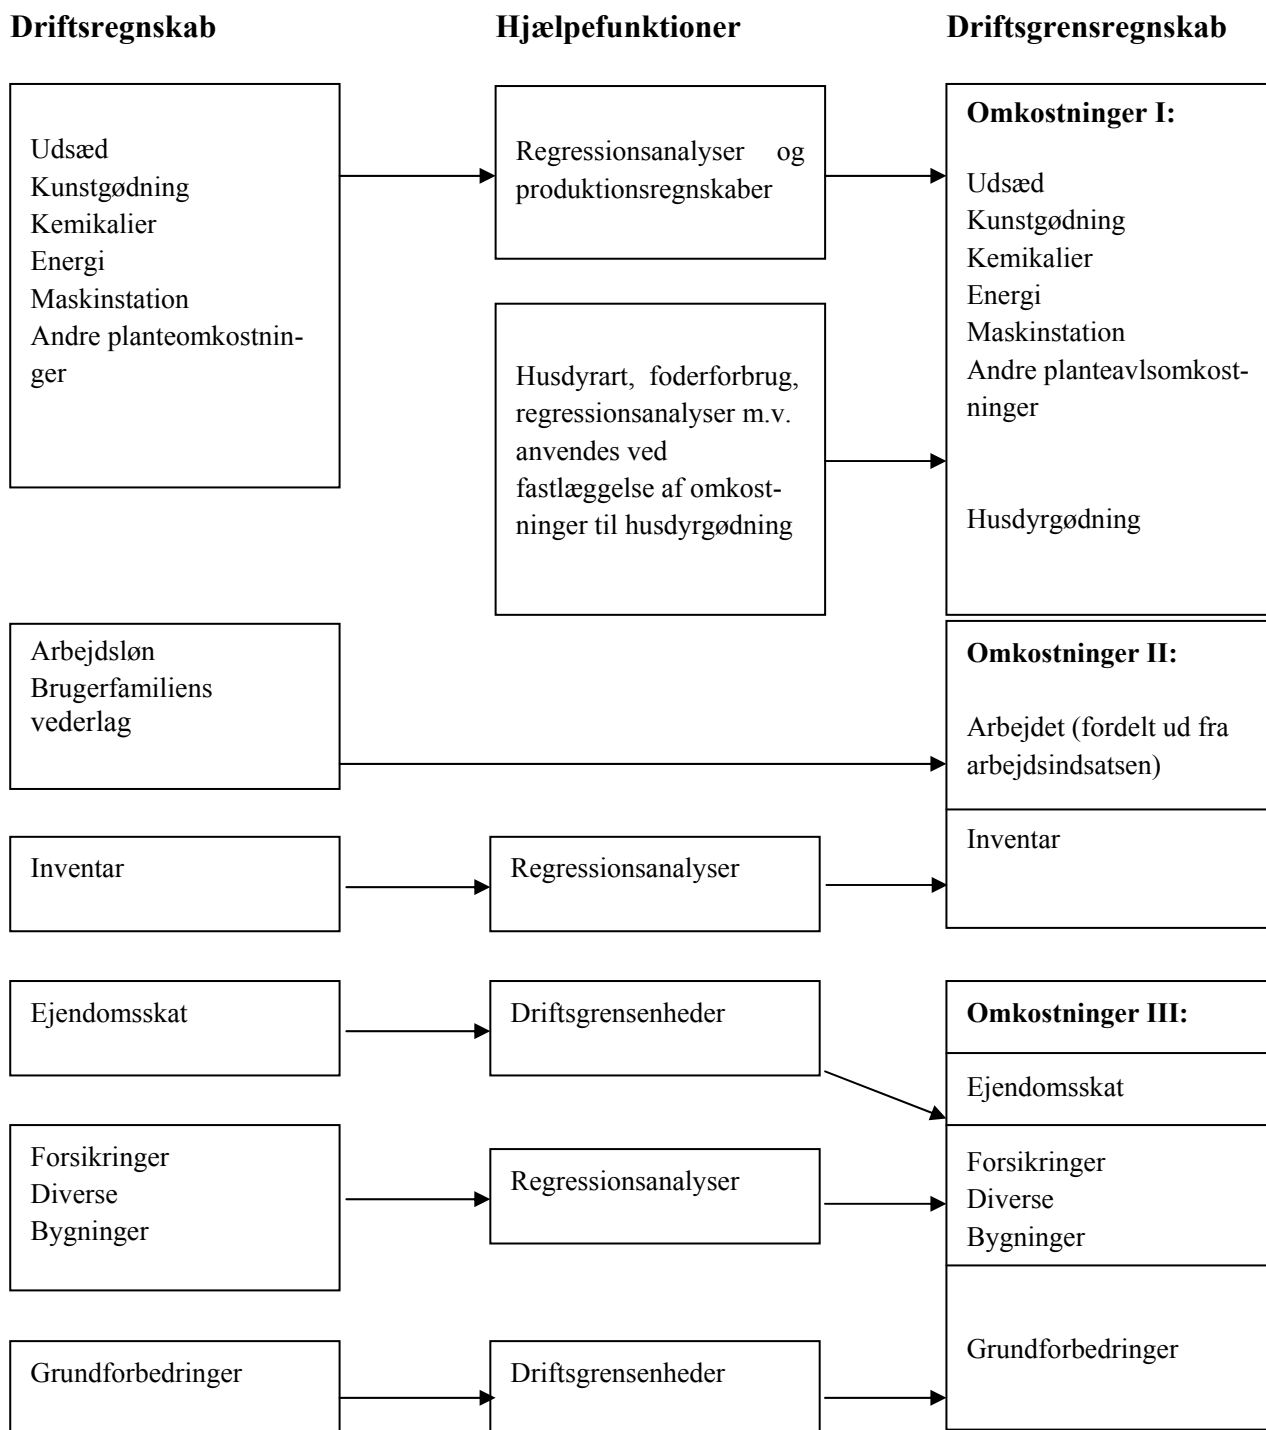 Driftsregnskab
Hjælpefunktioner
Driftsgrensregnskab
Udsæd
Kunstgødning
Kemikalier
Energi
Maskinstation
Andre planteomkostnin-
ger
Regressionsanalyser og
produktionsregnskaber
Husdyrart, foderforbrug,
regressionsanalyser m.v.
anvendes ved
fastlæggelse af omkost-
ninger til husdyrgødning
Omkostninger I:
Udsæd
Kunstgødning
Kemikalier
Energi
Maskinstation
Andre planteavlsomkost-
ninger
Husdyrgødning
Arbejdsløn
Brugerfamiliens
vederlag
Omkostninger II:
Arbejdet (fordelt ud fra
arbejdsindsatsen)
Inventar
Regressionsanalyser
Inventar
Ejendomsskat
Driftsgrensenheder
Omkostninger III:
Ejendomsskat
Forsikringer
Diverse
Bygninger
Regressionsanalyser
Forsikringer
Diverse
Bygninger
Grundforbedringer
Driftsgrensenheder
Grundforbedringer